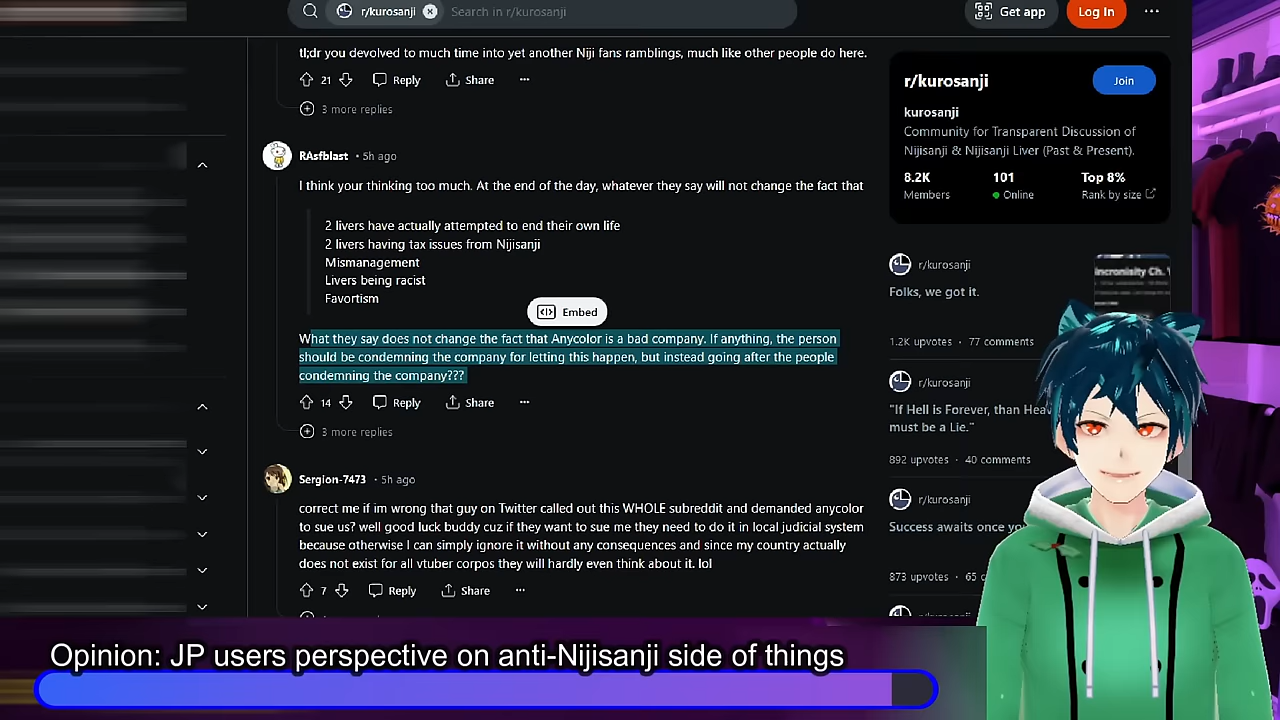 r/kurosanji
Search in r/kurosanji
Get app
Log In
tl;dr you devolved to much time into yet another Niji fans ramblings, much like other people do here.
21
Reply
Share
3 more replies
RAsfblast • 5h ago
I think your thinking too much. At the end of the day, whatever they say will not change the fact that
2 livers have actually attempted to end their own life
2 livers having tax issues from Nijisanji
Mismanagement
Livers being racist
Favortism
Embed
What they say does not change the fact that Anycolor is a bad company. If anything, the person
should be condemning the company for letting this happen, but instead going after the people
condemning the company???
14
Reply
Share
3 more replies
Sergion-7473 • 5h ago
correct me if im wrong that guy on Twitter called out this WHOLE subreddit and demanded anycolor
to sue us? well good luck buddy cuz if they want to sue me they need to do it in local judicial system
because otherwise I can simply ignore it without any consequences and since my country actually
does not exist for all vtuber corpos they will hardly even think about it. lol
7
Reply
Share
r/kurosanji
Join
kurosanji
Community for Transparent Discussion of
Nijisanji & Nijisanji Liver (Past & Present).
8.2K
101
Top 8%
Members
Online
Rank by size
r/kurosanji
Folks, we got it.
1.2K upvotes • 77 comments
r/kurosanji
"If Hell is Forever, than
must be a Lie."
892 upvotes • 40 comments
r/kurosanji
Success awaits once
873 upvotes
Opinion: JP users perspective on anti-Nijisanji side of things